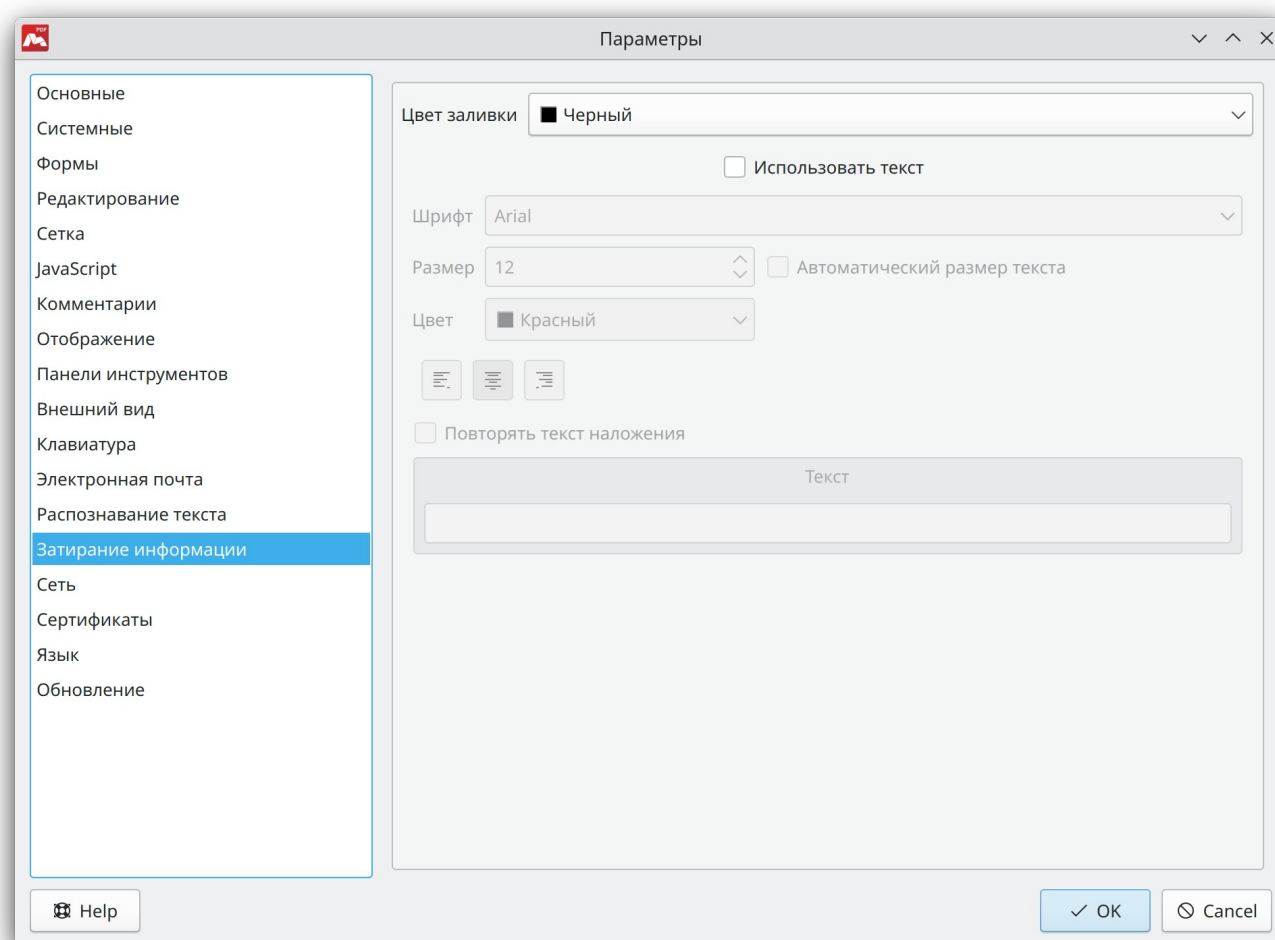 PDF
Параметры
Основные
Системные
Формы
Редактирование
Сетка
JavaScript
Комментарии
Отображение
Панели инструментов
Внешний вид
Клавиатура
Электронная почта
Распознавание текста
Затирание информации
Сеть
Сертификаты
Язык
Обновление
Цвет заливки Черный
Использовать текст
Шрифт Arial
Размер 12 Автоматический размер текста
Цвет Красный
Повторять текст наложения
Текст
Help OK Cancel